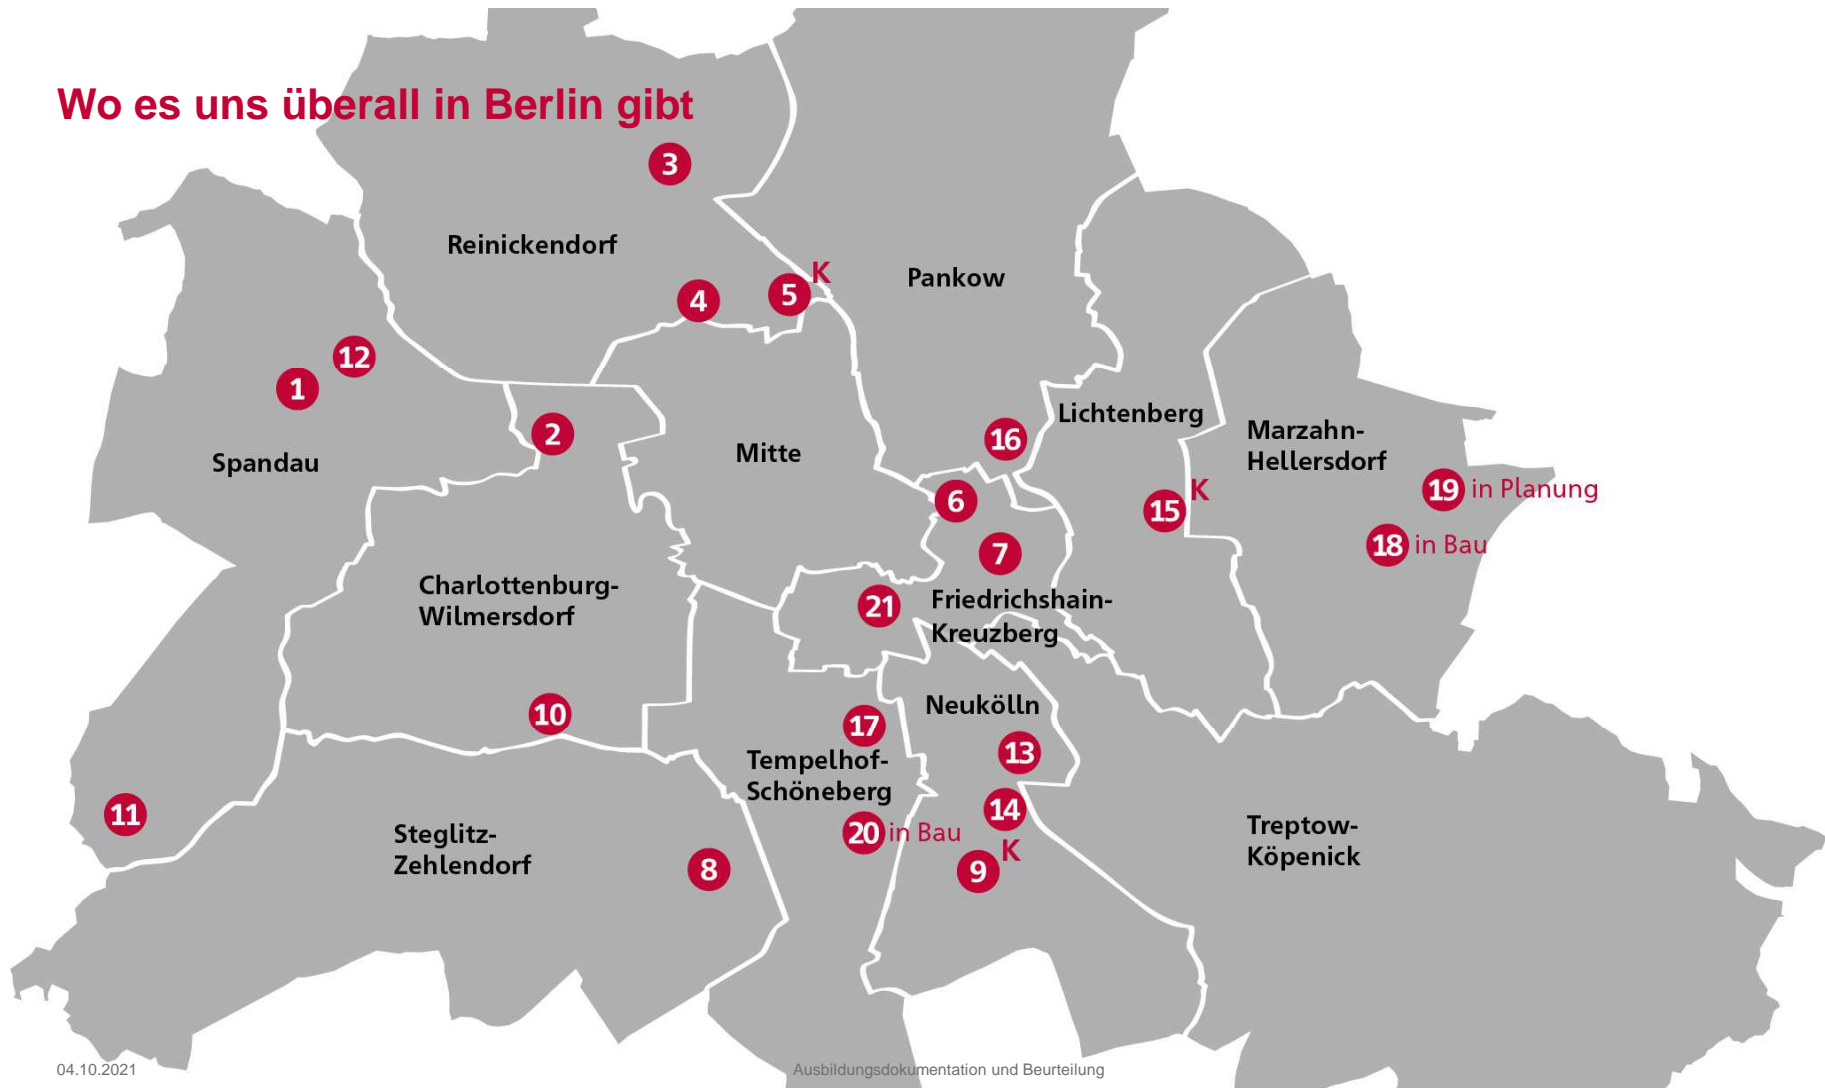 Wo es uns überall in Berlin gibt
3
Reinickendorf
K
Pankow
4
5
12
1
Lichtenberg
2
16
Marzahn-
Hellersdorf
Mitte
Spandau
19 in Planung
K
6
15
18 in Bau
7
Charlottenburg-
Wilmersdorf
21
Friedrichshain-
Kreuzberg
Neukölln
10
17
13
Tempelhof-
Schöneberg
11
14
20 in Bau
Steglitz-
Zehlendorf
Treptow-
Köpenick
K
8
9
04.10.2021
Ausbildungsdokumentation und Beurteilung